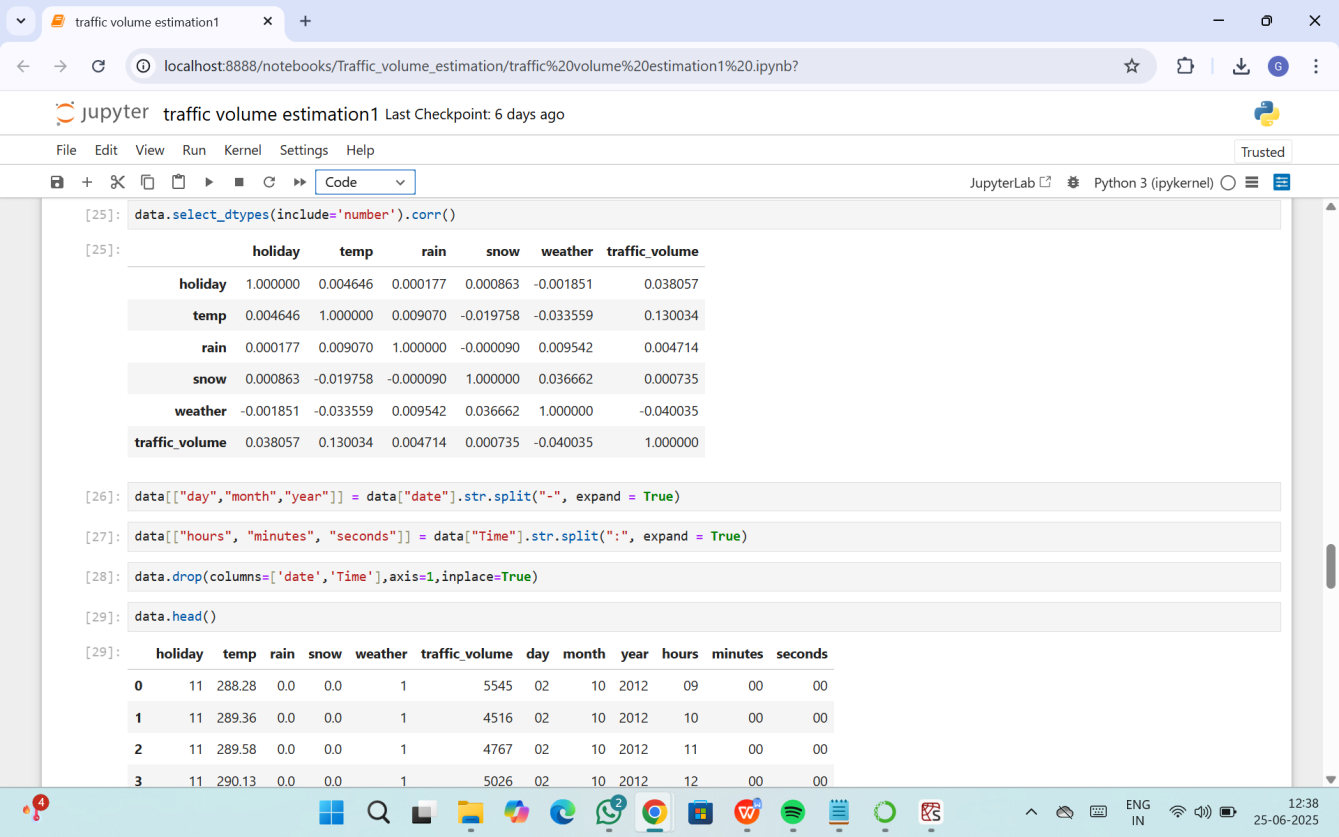 traffic volume estimation1
localhost:8888/notebooks/Traffic_volume_estimation/traffic%20volume%20estimation1%20.ipynb?
G
jupyter traffic volume estimation1 Last Checkpoint: 6 days ago
File Edit View Run Kernel Settings Help
Trusted
Code
JupyterLab Python 3 (ipykernel)
[25]: data.select_dtypes(include='number').corr()
[25]:
holiday temp rain snow weather traffic_volume
holiday 1.000000 0.004646 0.000177 0.000863 -0.001851 0.038057
temp 0.004646 1.000000 0.009070 -0.019758 -0.033559 0.130034
rain 0.000177 0.009070 1.000000 -0.000090 0.009542 0.004714
snow 0.000863 -0.019758 -0.000090 1.000000 0.036662 0.000735
weather -0.001851 -0.033559 0.009542 0.036662 1.000000 -0.040035
traffic_volume 0.038057 0.130034 0.004714 0.000735 -0.040035 1.000000
[26]: data[["day","month","year"]] = data["date"].str.split("-", expand = True)
[27]: data[["hours", "minutes", "seconds"]] = data["Time"].str.split(":", expand = True)
[28]: data.drop(columns=['date','Time'],axis=1,inplace=True)
[29]: data.head()
[29]:
holiday temp rain snow weather traffic_volume day month year hours minutes seconds
0 11 288.28 0.0 0.0 1 5545 02 10 2012 09 00 00
1 11 289.36 0.0 0.0 1 4516 02 10 2012 10 00 00
2 11 289.58 0.0 0.0 1 4767 02 10 2012 11 00 00
3 11 290.13 0.0 0.0 1 5026 02 10 2012 12 00 00
4
2
W
ENG
IN
12:38
25-06-2025